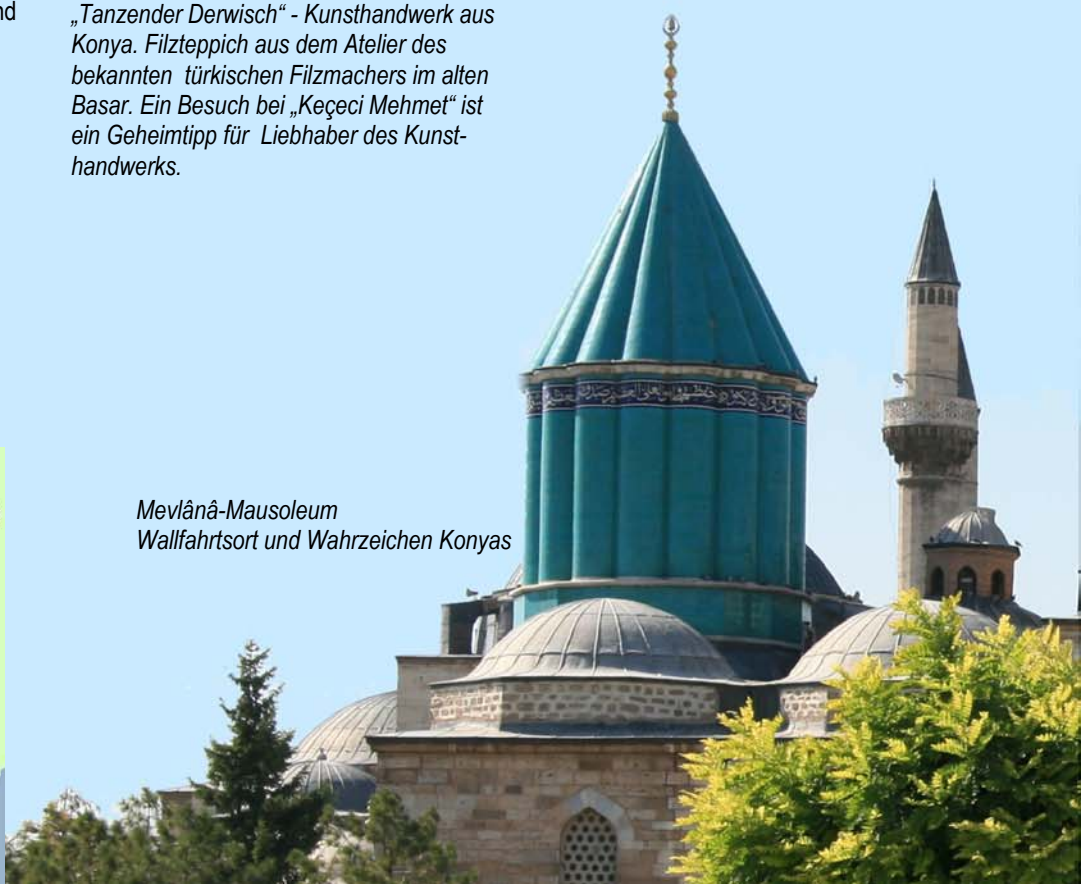 nd
„Tanzender Derwisch“ - Kunsthandwerk aus
Konya. Filzteppich aus dem Atelier des
bekannten türkischen Filzmachers im alten
Basar. Ein Besuch bei „Keçeci Mehmet“ ist
ein Geheimtipp für Liebhaber des Kunst-
handwerks.
Mevlânâ-Mausoleum
Wallfahrtsort und Wahrzeichen Konyas